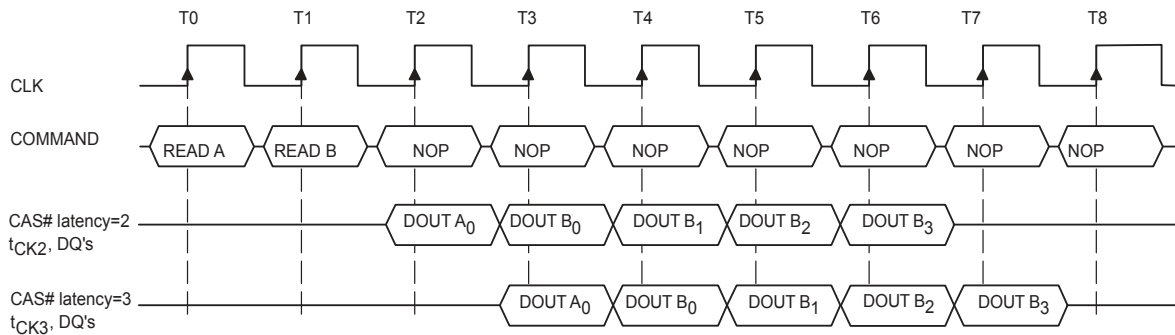 T0 T1 T2 T3 T4 T5 T6 T7 T8
CLK
COMMAND
READ A READ B NOP NOP NOP NOP NOP NOP NOP
CAS# latency=2
tCK2, DQ's
DOUT A0 DOUT B0 DOUT B1 DOUT B2 DOUT B3
CAS# latency=3
tCK3, DQ's
DOUT A0 DOUT B0 DOUT B1 DOUT B2 DOUT B3